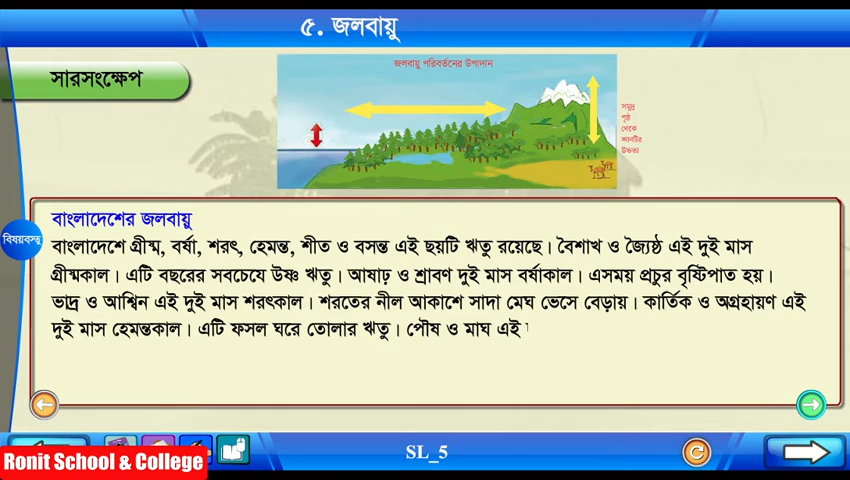 ৫. জলবায়ু
সারসংক্ষেপ
জলবায়ু পরিবর্তনের উপাদান
সমুদ্র
পৃষ্ঠ
থেকে
স্থানটির
উচ্চতা
বিষয়বস্তু
বাংলাদেশের জলবায়ু
বাংলাদেশে গ্রীষ্ম, বর্ষা, শরৎ, হেমন্ত, শীত ও বসন্ত এই ছয়টি ঋতু রয়েছে। বৈশাখ ও জ্যৈষ্ঠ এই দুই মাস
গ্রীষ্মকাল। এটি বছরের সবচেযে উষ্ণ ঋতু। আষাঢ় ও শ্রাবণ দুই মাস বর্ষাকাল। এসময় প্রচুর বৃষ্টিপাত হয়।
ভাদ্র ও আশ্বিন এই দুই মাস শরৎকাল। শরতের নীল আকাশে সাদা মেঘ ভেসে বেড়ায়। কার্তিক ও অগ্রহায়ণ এই
দুই মাস হেমন্তকাল। এটি ফসল ঘরে তোলার ঋতু। পৌষ ও মাঘ এই
SL_5
Ronit School & College